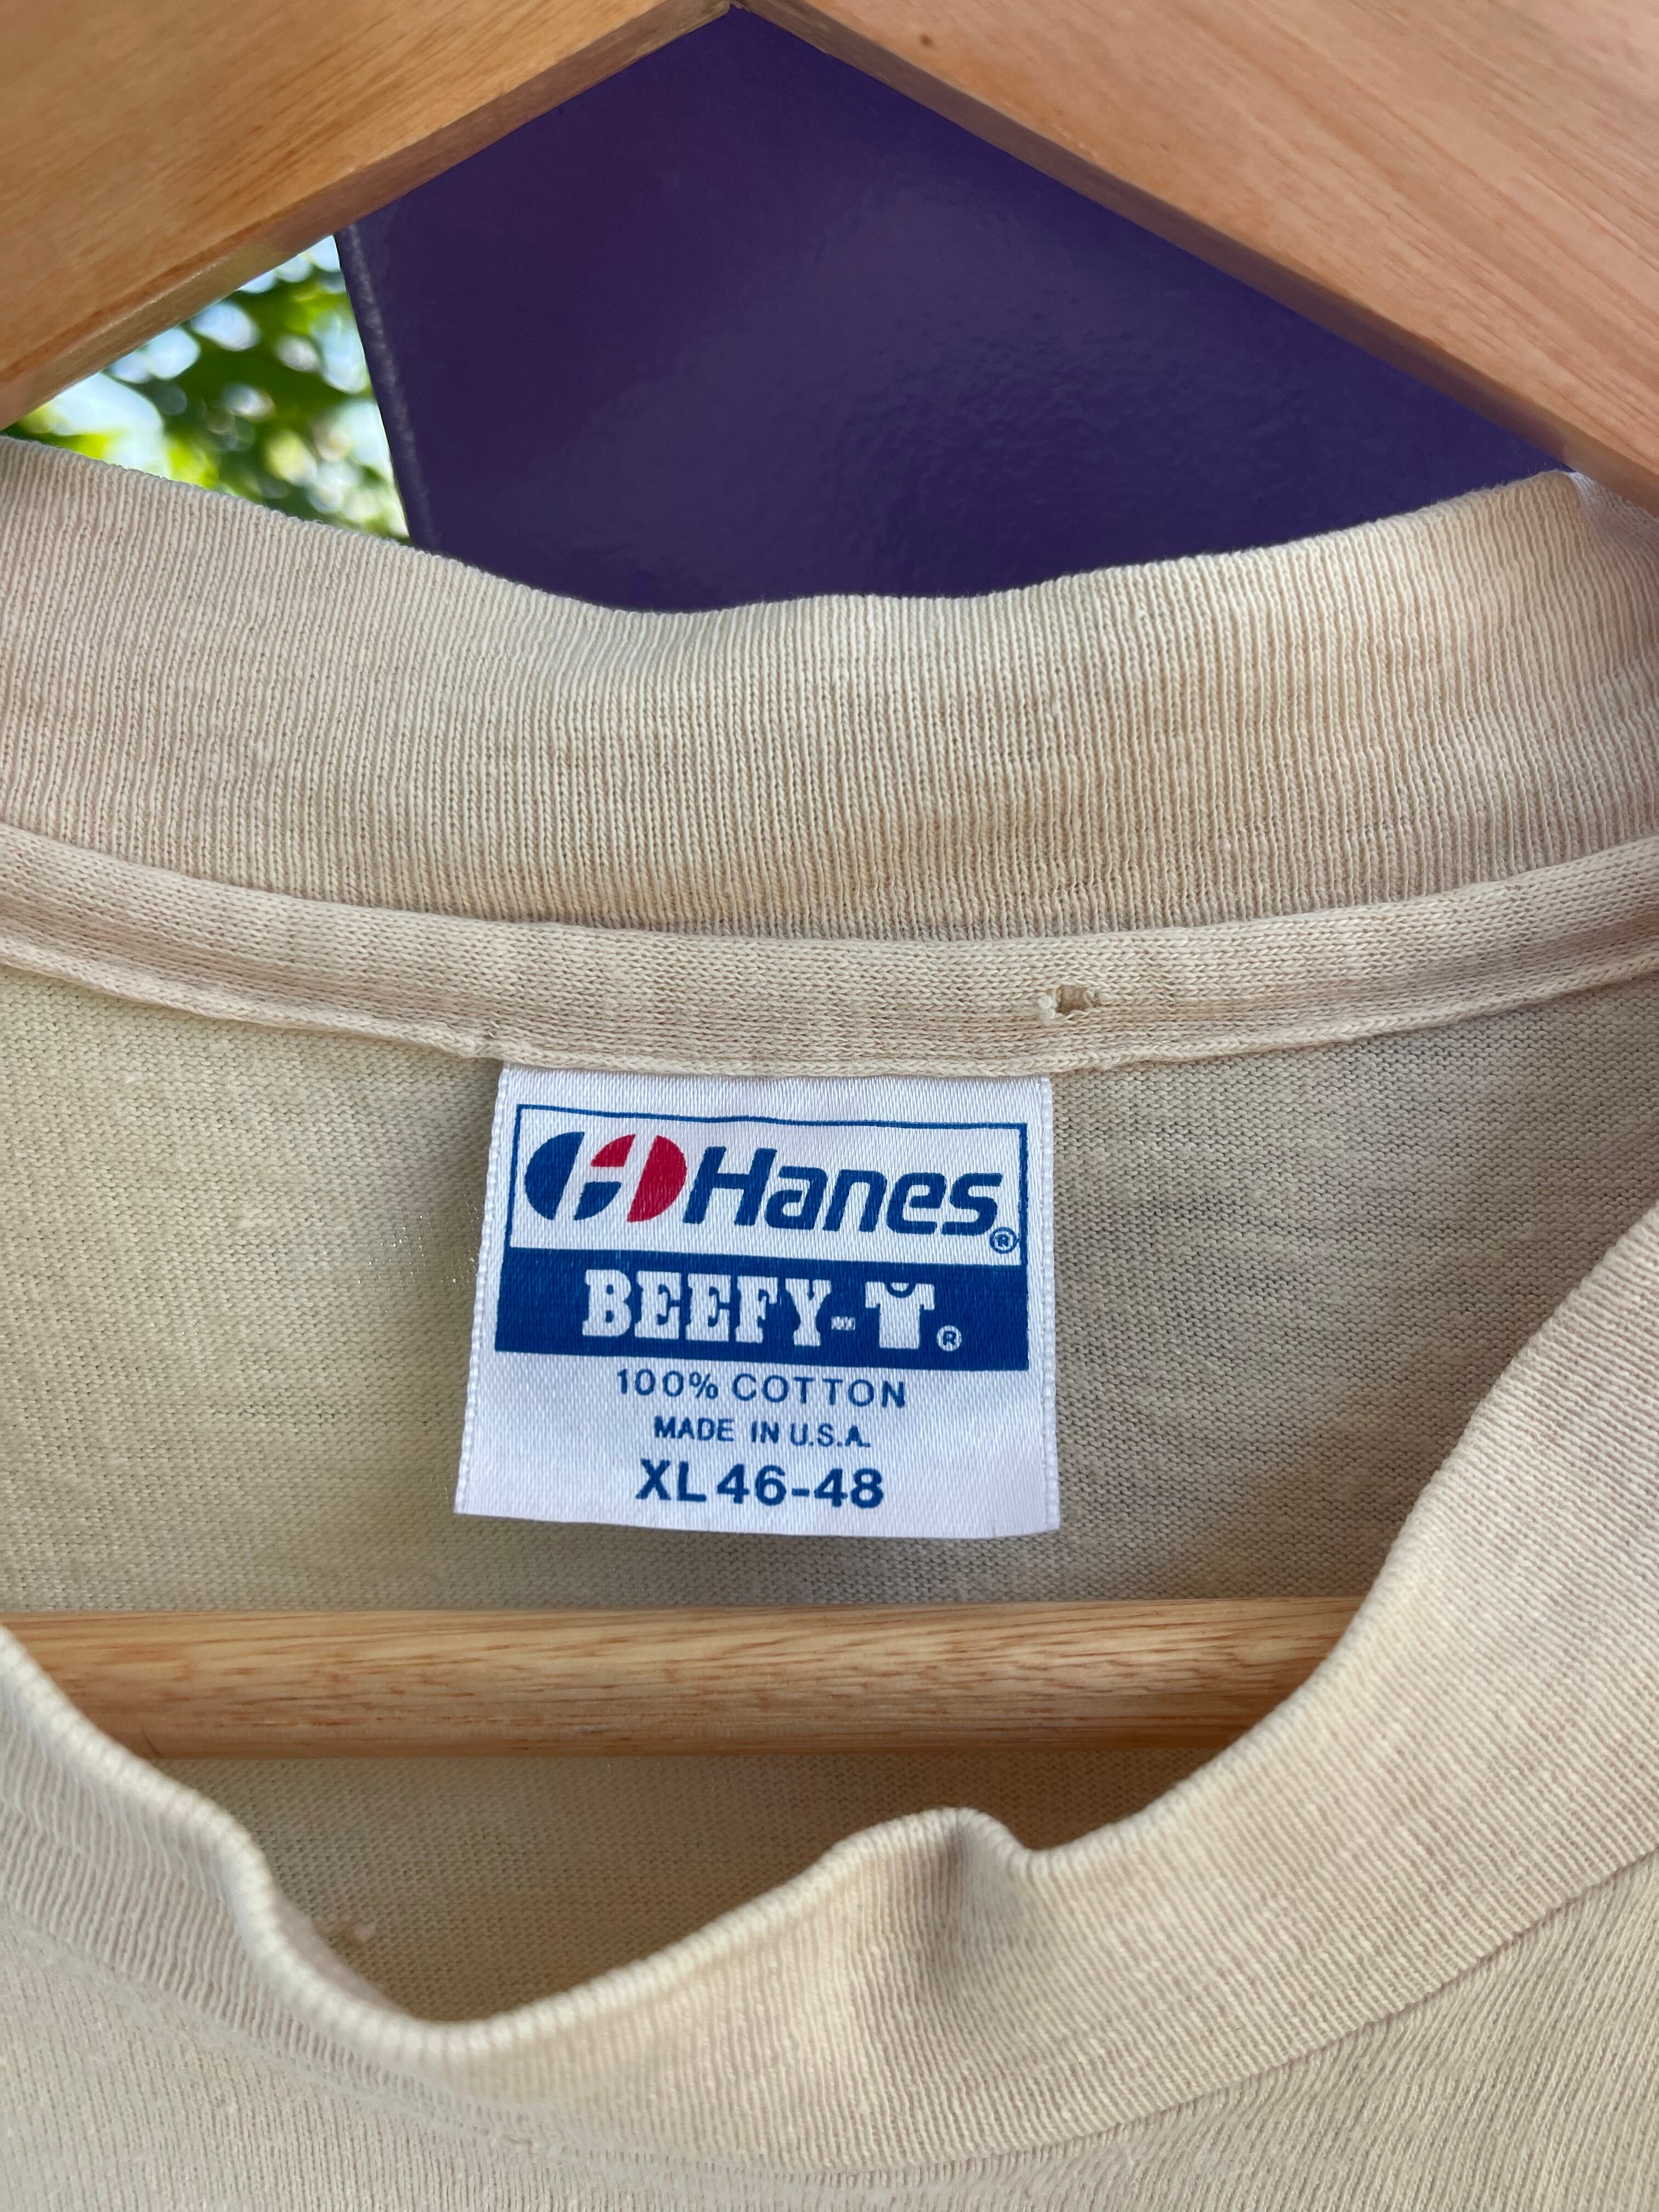 Hanes®
BEEFY-T®
100% COTTON
MADE IN U.S.A.
XL 46-48